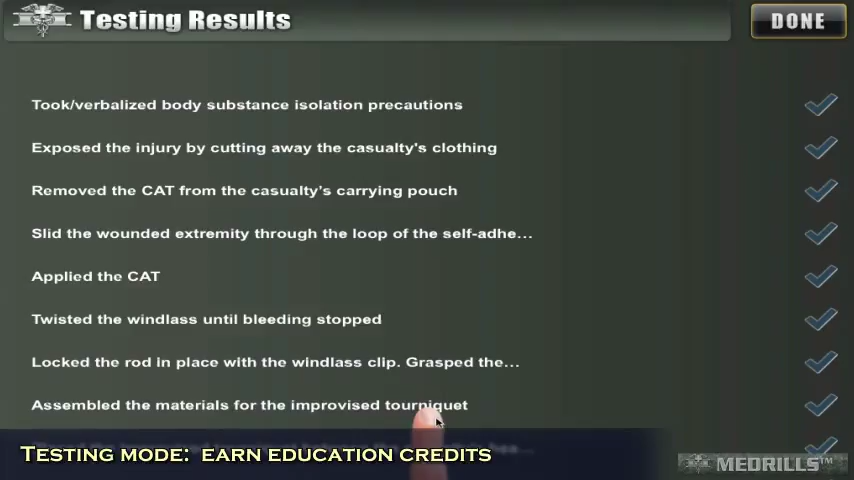 Testing Results
DONE
Took/verbalized body substance isolation precautions
Exposed the injury by cutting away the casualty's clothing
Removed the CAT from the casualty's carrying pouch
Slid the wounded extremity through the loop of the self-adhe...
Applied the CAT
Twisted the windlass until bleeding stopped
Locked the rod in place with the windlass clip. Grasped the...
Assembled the materials for the improvised tourniquet
TESTING MODE: EARN EDUCATION CREDITS
MEDRILLS™